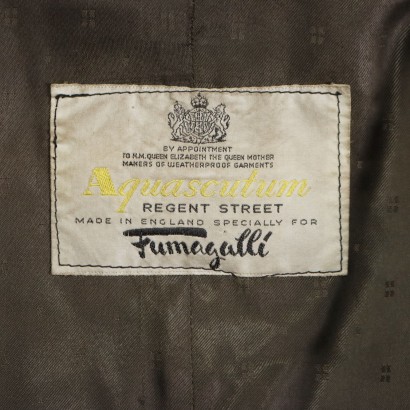 BY APPOINTMENT
TO H.M. QUEEN ELIZABETH THE QUEEN MOTHER
MAKERS OF WEATHERPROOF GARMENTS
Aquascutum
REGENT STREET
MADE IN ENGLAND SPECIALLY FOR
Fumagalli